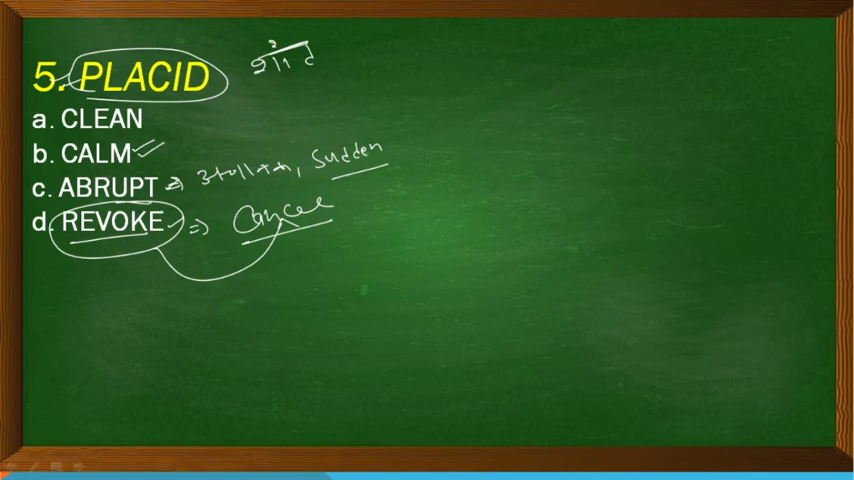 5. PLACID
a. CLEAN
b. CALM
c. ABRUPT ⇒ , Sudden
d. REVOKE ⇒ Cancel